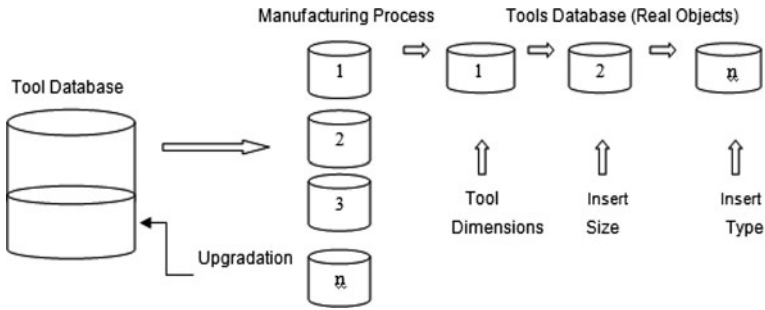 Manufacturing Process
Tools Database (Real Objects)
Tool Database
1
1
2
n
2
3
Tool
Dimensions
Insert
Size
Insert
Type
Upgradation
n